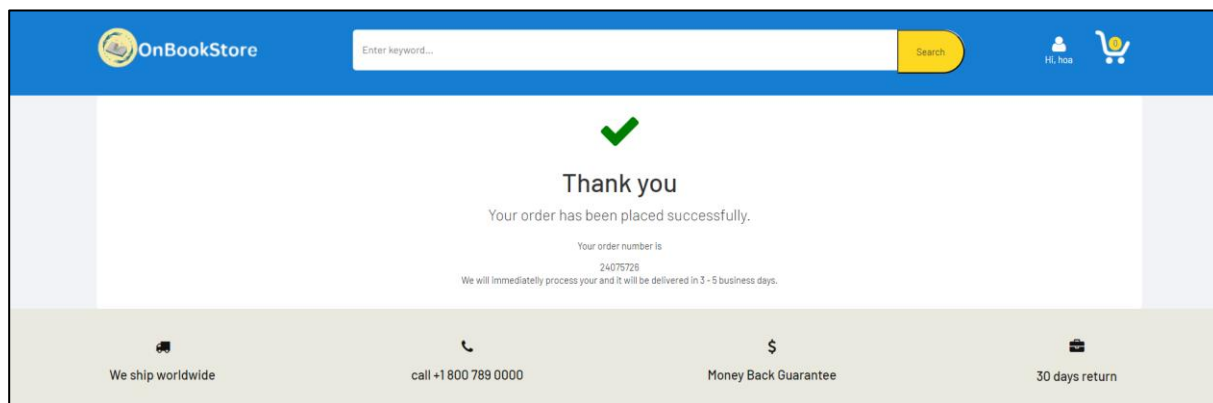 OnBookStore
Enter keyword...
Search
Hi, hoa
0
Thank you
Your order has been placed successfully.
Your order number is
24075726
We will immediatelly process your and it will be delivered in 3 - 5 business days.
We ship worldwide
call +1 800 789 0000
Money Back Guarantee
30 days return